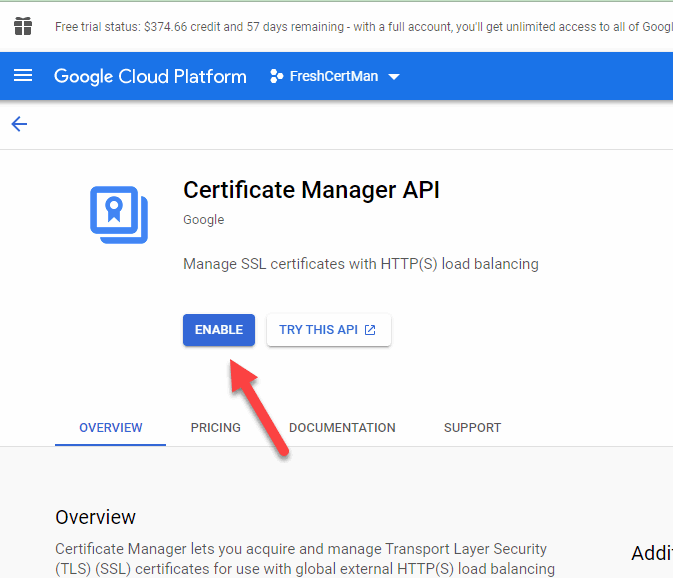 Free trial status: $374.66 credit and 57 days remaining - with a full account, you'll get unlimited access to all of Googl
Google Cloud Platform FreshCertMan
Certificate Manager API
Google
Manage SSL certificates with HTTP(S) load balancing
ENABLE TRY THIS API
OVERVIEW PRICING DOCUMENTATION SUPPORT
Overview
Certificate Manager lets you acquire and manage Transport Layer Security
(TLS) (SSL) certificates for use with global external HTTP(S) load balancing
Addi